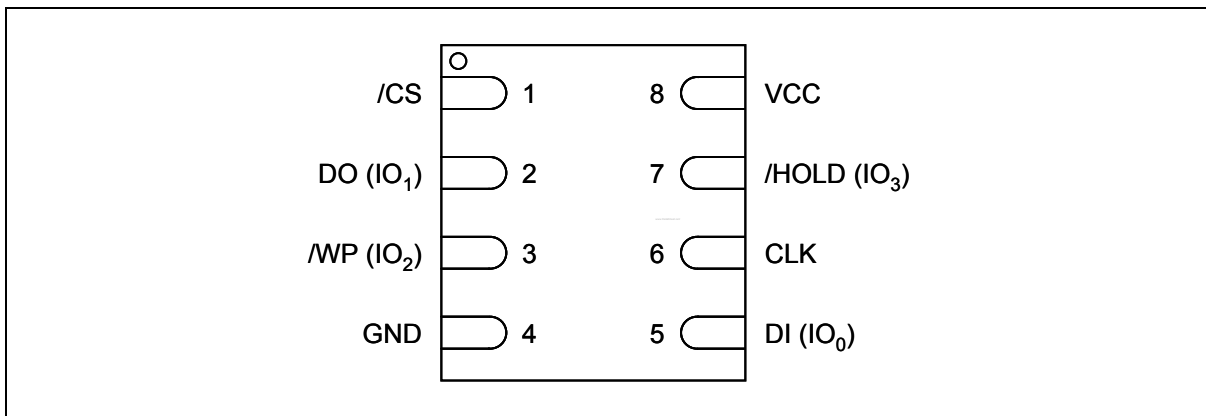 /CS 1 8 VCC
DO (IO₁) 2 7 /HOLD (IO₃)
/WP (IO₂) 3 6 CLK
GND 4 5 DI (IO₀)